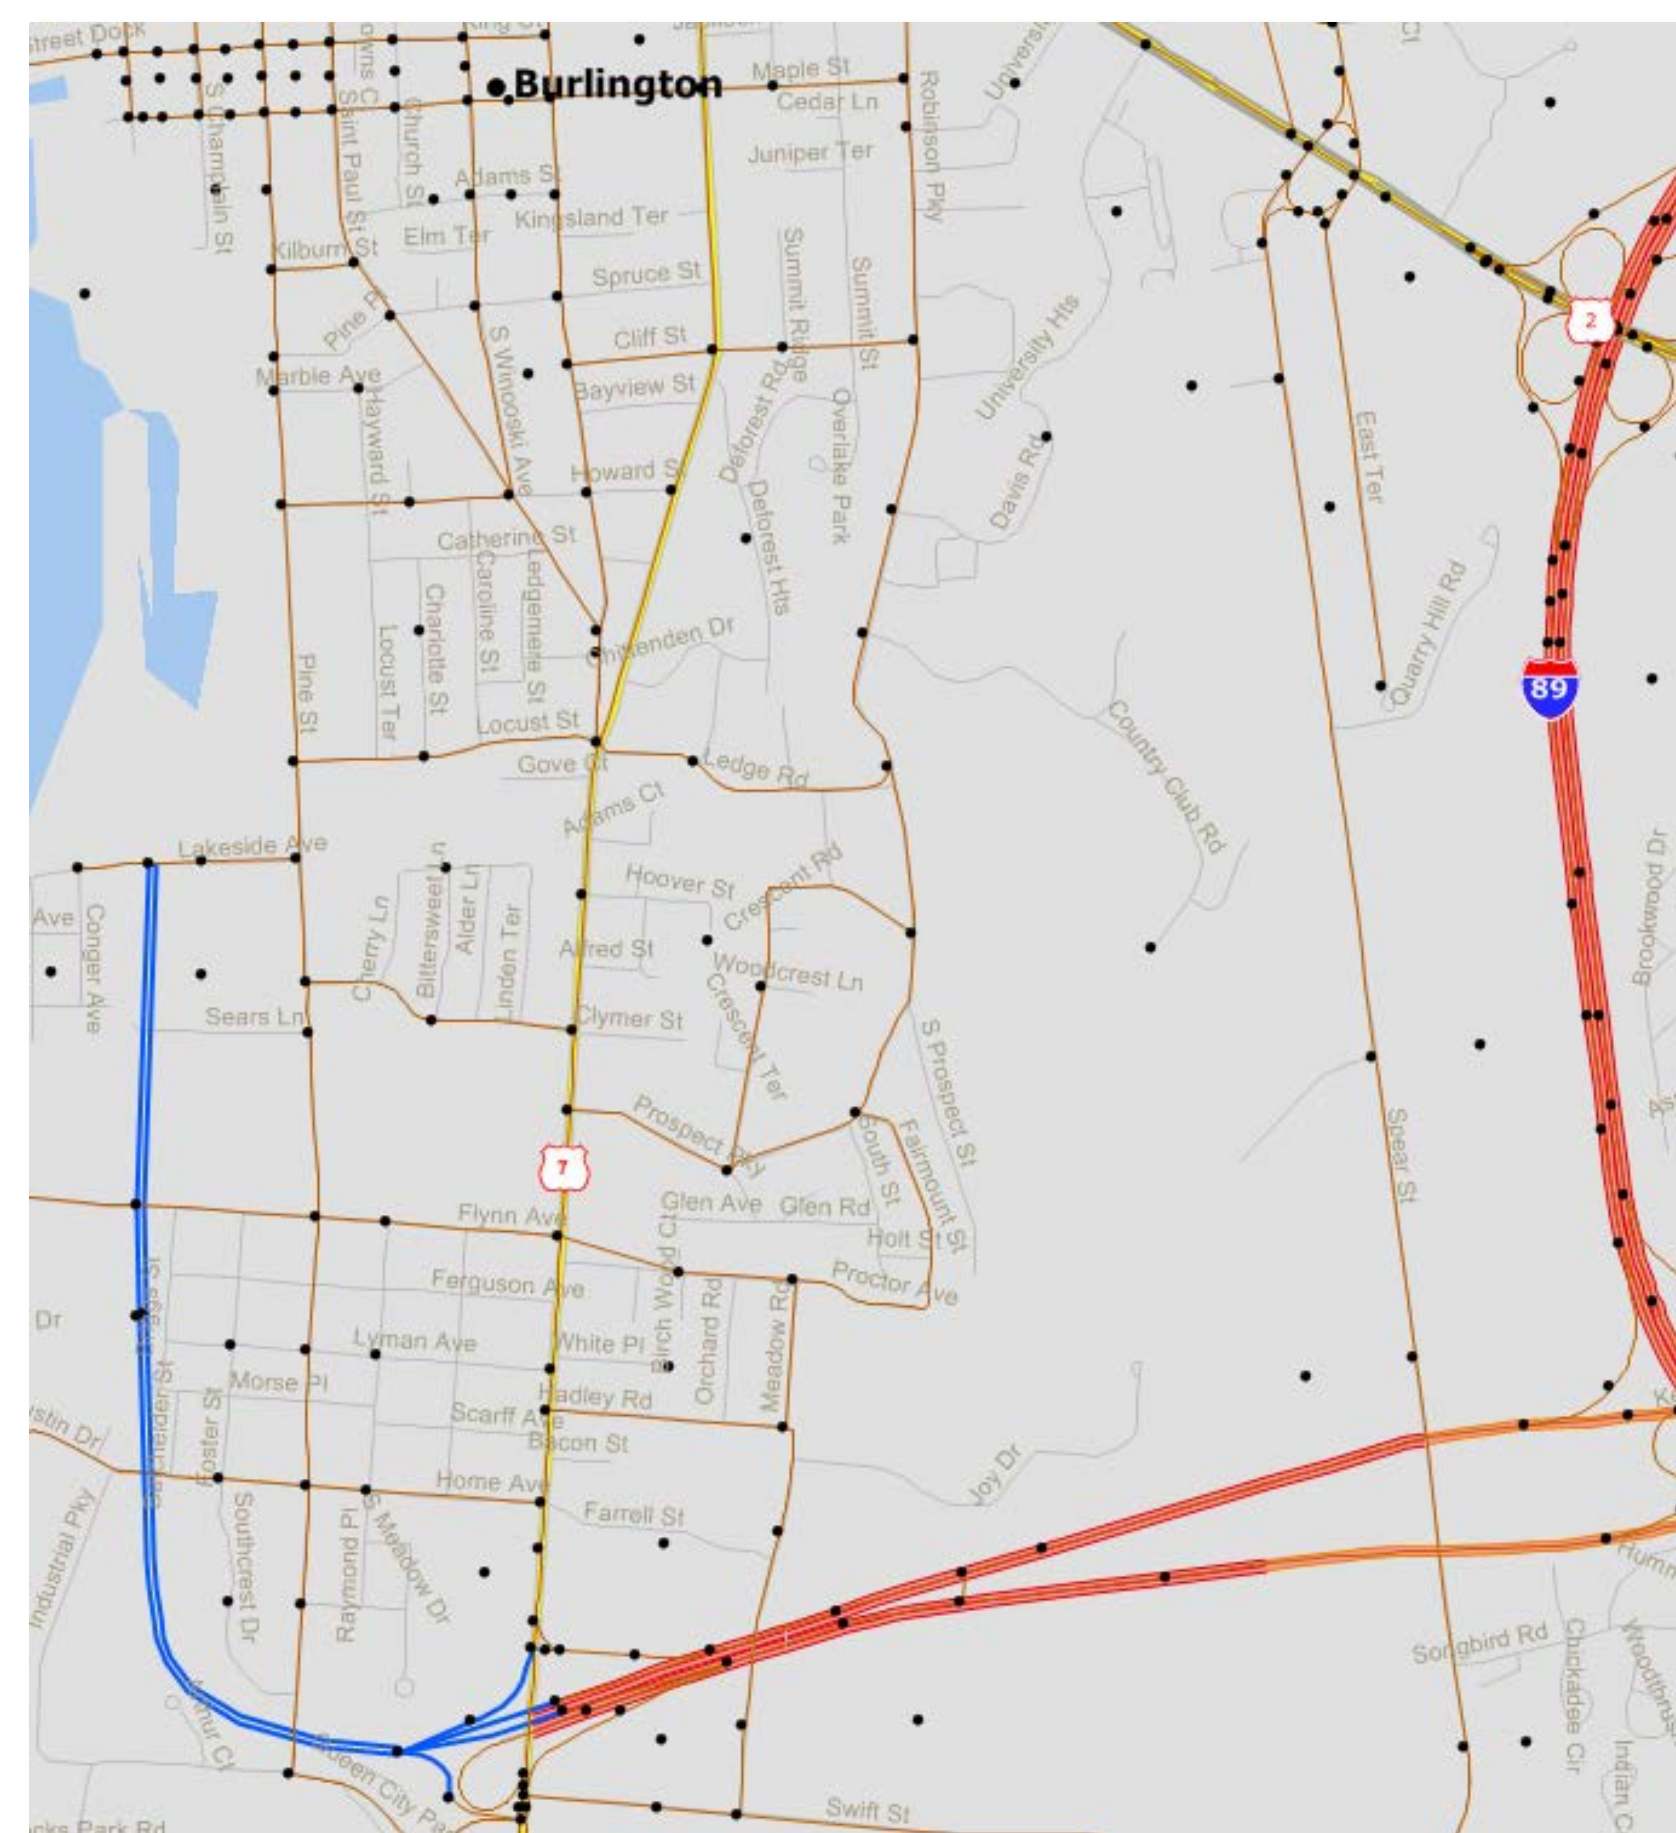 Street Dock
King St
Burlington
Maple St
Cedar Ln
Robinson Pky
Ct
S Champlain St
Saint Paul St
Church St
Adams St
Juniper Ter
Kilburn St
Elm Ter
Kingsland Ter
Spruce St
Summit Ridge
Summit St
University Hts
2
Pine
Cliff St
Marble Ave
Hayward St
S Winooski Ave
Bayview St
Deforest Rd
Overlake Park
Howard St
Davis Rd
East Ter
Catherine St
Deforest Hts
Caroline St
Ledgemere St
Charlotte St
Locust Ter
Quarry Hill Rd
Pine St
Chittenden Dr
89
Locust St
Gove Ct
Ledge Rd
Country Club Rd
Adams Ct
Lakeside Ave
Hoover St
Crescent Rd
Brookwood Dr
Ave
Conger Ave
Cherry Ln
Bittersweet Ln
Alder Ln
Linden Ter
Alfred St
Woodcrest Ln
Sears Ln
Clymer St
Crescent Ter
S Prospect St
Prospect Pky
South St
Fairmount St
Spear St
7
Flynn Ave
Glen Ave
Glen Rd
Holt St
Ferguson Ave
Birch Wood Ct
Proctor Ave
Dr
Lyman Ave
White Pl
Orchard Rd
Meadow Rd
Morse Pl
Hadley Rd
Scarff Ave
Bacon St
Foster St
Home Ave
Farrell St
Joy Dr
Industrial Pky
Southcrest Dr
Raymond Pl
S Meadow Dr
Songbird Rd
Chickadee Cir
Arthur Ct
Queen City Pa
Indian C
Swift St
cks Park Rd